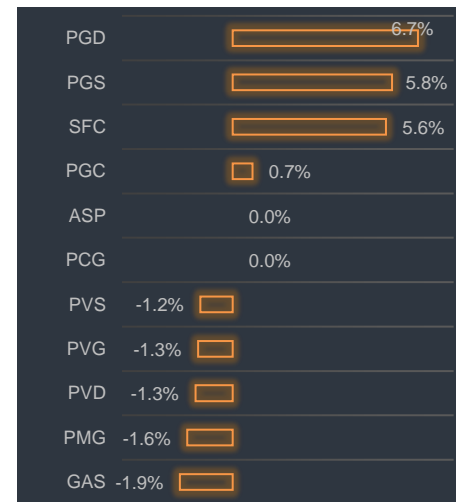 PGD 6.7%
PGS 5.8%
SFC 5.6%
PGC 0.7%
ASP 0.0%
PCG 0.0%
PVS -1.2%
PVG -1.3%
PVD -1.3%
PMG -1.6%
GAS -1.9%